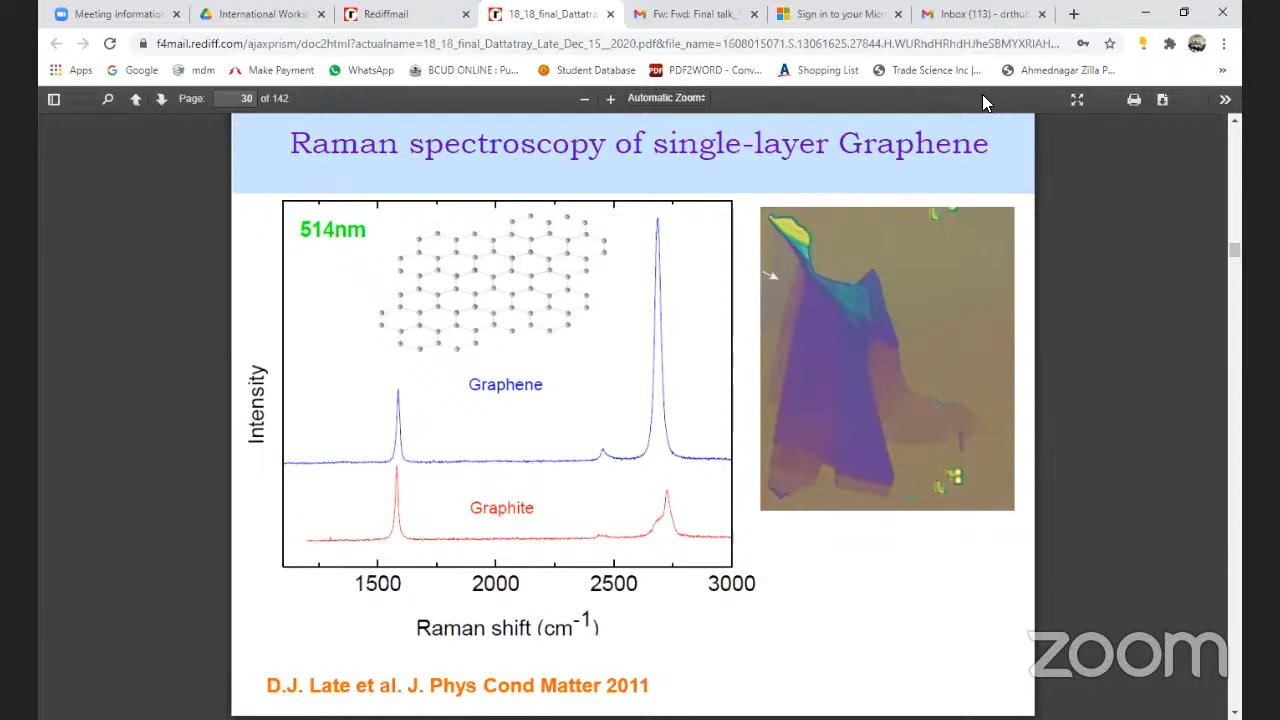 Meeting information
International Worksh
Rediffmail
18_18_final_Dattatra
Fw: Fwd: Final talk_
Sign in to your Micr
Inbox (113) - drthub
f4mail.rediff.com/ajaxprism/doc2html?actualname=18_18_final_Dattatray_Late_Dec_15__2020.pdf&file_name=1608015071.S.13061625.27844.H.WURhdHRhdHJheSBMYXRlAH...
Apps
Google
mdm
Make Payment
WhatsApp
BCUD ONLINE : Pu...
Student Database
PDF2WORD - Conv...
Shopping List
Trade Science Inc |...
Ahmednagar Zilla P...
Page: 30 of 142
Automatic Zoom
Raman spectroscopy of single-layer Graphene
514nm
Graphene
Graphite
Intensity
1500 2000 2500 3000
Raman shift (cm-1)
D.J. Late et al. J. Phys Cond Matter 2011
zoom